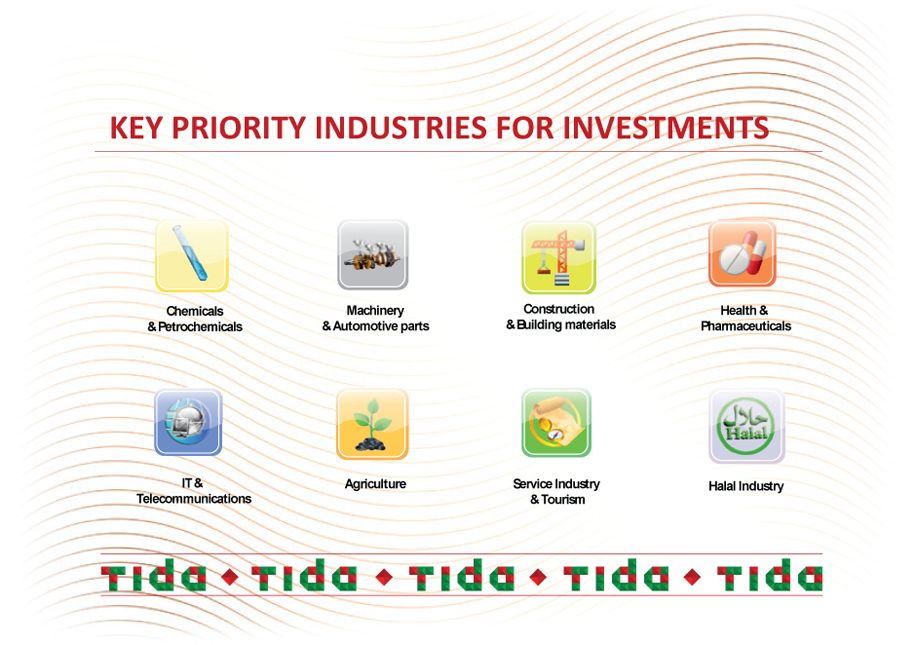 KEY PRIORITY INDUSTRIES FOR INVESTMENTS
Chemicals
& Petrochemicals
Machinery
& Automotive parts
Construction
& Building materials
Health &
Pharmaceuticals
حلال
Halal
IT &
Telecommunications
Agriculture
Service Industry
& Tourism
Halal Industry
TIda TIda TIda TIda TIda